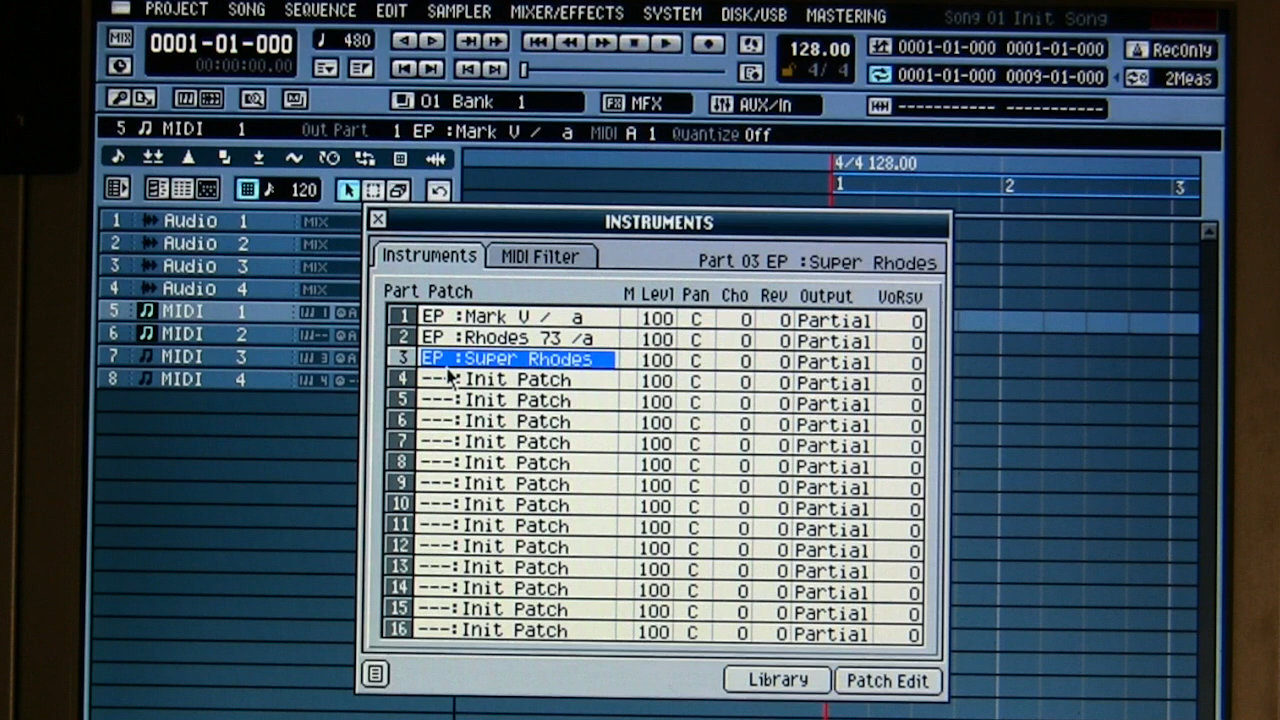 PROJECT SONG SEQUENCE EDIT SAMPLER MIXER/EFFECTS SYSTEM DISK/USB MASTERING Song 01 Init Song
MIX 0001-01-000 480 128.00 0001-01-000 0001-01-000 RecOnly
00:00:00.00 4/ 4 0001-01-000 0009-01-000 2Meas
01 Bank 1 FX MFX AUX/In ---------- ----------
5 MIDI 1 Out Part 1 EP :Mark V / a MIDI A 1 Quantize Off
4/4 128.00
120 1 2 3
1 Audio 1 MIX
2 Audio 2 MIX
3 Audio 3 MIX
4 Audio 4 MIX
5 MIDI 1 1 A
6 MIDI 2 -- A
7 MIDI 3 3 A
8 MIDI 4 4 -
INSTRUMENTS
Instruments MIDI Filter Part 03 EP :Super Rhodes
Part Patch M Levl Pan Cho Rev Output VoRsv
1 EP :Mark V / a 100 C 0 0 Partial 0
2 EP :Rhodes 73 /a 100 C 0 0 Partial 0
3 EP :Super Rhodes 100 C 0 0 Partial 0
4 ---:Init Patch 100 C 0 0 Partial 0
5 ---:Init Patch 100 C 0 0 Partial 0
6 ---:Init Patch 100 C 0 0 Partial 0
7 ---:Init Patch 100 C 0 0 Partial 0
8 ---:Init Patch 100 C 0 0 Partial 0
9 ---:Init Patch 100 C 0 0 Partial 0
10 ---:Init Patch 100 C 0 0 Partial 0
11 ---:Init Patch 100 C 0 0 Partial 0
12 ---:Init Patch 100 C 0 0 Partial 0
13 ---:Init Patch 100 C 0 0 Partial 0
14 ---:Init Patch 100 C 0 0 Partial 0
15 ---:Init Patch 100 C 0 0 Partial 0
16 ---:Init Patch 100 C 0 0 Partial 0
Library Patch Edit